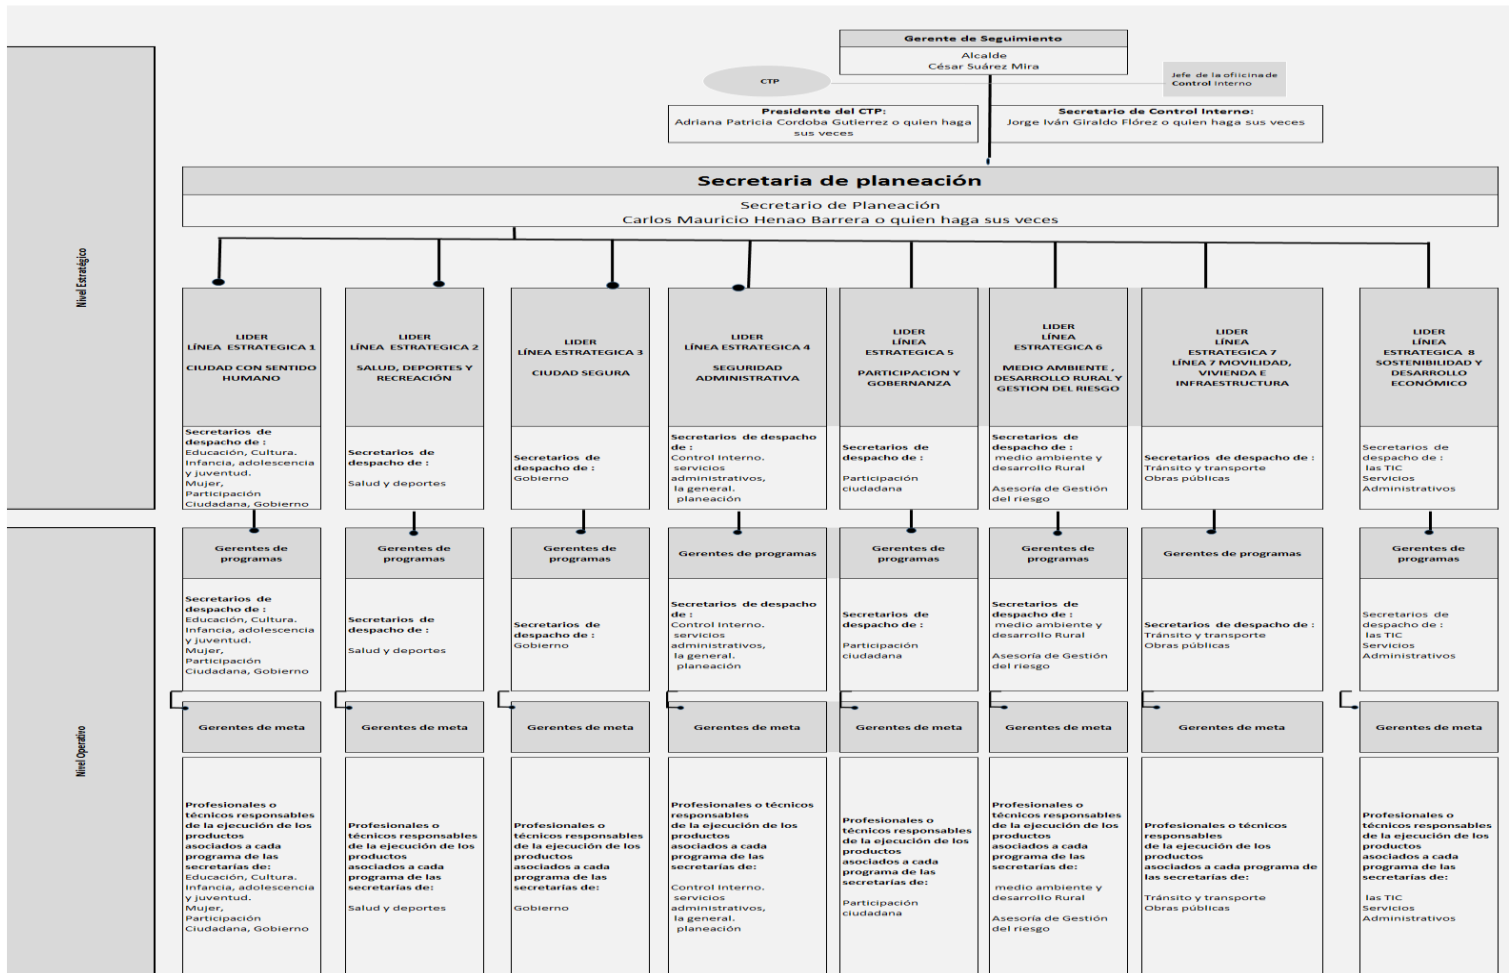 Gerente de Seguimiento
Alcalde
César Suárez Mira
CTP
Jefe de la ofiicina de
Control Interno
Presidente del CTP:
Adriana Patricia Cordoba Gutierrez o quien haga
sus veces
Secretario de Control Interno:
Jorge Iván Giraldo Flórez o quien haga sus veces
Secretaria de planeación
Secretario de Planeación
Carlos Mauricio Henao Barrera o quien haga sus veces
Nivel Estratégico
LIDER
LÍNEA ESTRATEGICA 1
CIUDAD CON SENTIDO
HUMANO
LIDER
LÍNEA ESTRATEGICA 2
SALUD, DEPORTES Y
RECREACIÓN
LIDER
LÍNEA ESTRATEGICA 3
CIUDAD SEGURA
LIDER
LÍNEA ESTRATEGICA 4
SEGURIDAD
ADMINISTRATIVA
LIDER
LÍNEA
ESTRATEGICA 5
PARTICIPACION Y
GOBERNANZA
LIDER
LÍNEA
ESTRATEGICA 6
MEDIO AMBIENTE ,
DESARROLLO RURAL Y
GESTION DEL RIESGO
LIDER
LÍNEA
ESTRATEGICA 7
LÍNEA 7 MOVILIDAD,
VIVIENDA E
INFRAESTRUCTURA
LIDER
LÍNEA
ESTRATEGICA 8
SOSTENIBILIDAD Y
DESARROLLO
ECONÓMICO
Secretarios de
despacho de :
Educación, Cultura.
Infancia, adolescencia
y juventud.
Mujer,
Participación
Ciudadana, Gobierno
Secretarios de
despacho de :
Salud y deportes
Secretarios de
despacho de :
Gobierno
Secretarios de despacho
de :
Control Interno.
servicios
administrativos,
la general.
planeación
Secretarios de
despacho de :
Participación
ciudadana
Secretarios de
despacho de :
medio ambiente y
desarrollo Rural
Asesoría de Gestión
del riesgo
Secretarios de despacho de :
Tránsito y transporte
Obras públicas
Secretarios de
despacho de :
las TIC
Servicios
Administrativos
Nivel Operativo
Gerentes de
programas
Gerentes de
programas
Gerentes de
programas
Gerentes de programas
Gerentes de
programas
Gerentes de
programas
Gerentes de programas
Gerentes de
programas
Secretarios de
despacho de :
Educación, Cultura.
Infancia, adolescencia
y juventud.
Mujer,
Participación
Ciudadana, Gobierno
Secretarios de
despacho de :
Salud y deportes
Secretarios de
despacho de :
Gobierno
Secretarios de despacho
de :
Control Interno.
servicios
administrativos,
la general.
planeación
Secretarios de
despacho de :
Participación
ciudadana
Secretarios de
despacho de :
medio ambiente y
desarrollo Rural
Asesoría de Gestión
del riesgo
Secretarios de despacho de :
Tránsito y transporte
Obras públicas
Secretarios de
despacho de :
las TIC
Servicios
Administrativos
Gerentes de meta
Gerentes de meta
Gerentes de meta
Gerentes de meta
Gerentes de meta
Gerentes de meta
Gerentes de meta
Gerentes de meta
Profesionales o
técnicos responsables
de la ejecución de los
productos
asociados a cada
programa de las
secretarías de:
Educación, Cultura.
Infancia, adolescencia
y juventud.
Mujer,
Participación
Ciudadana, Gobierno
Profesionales o
técnicos responsables
de la ejecución de los
productos
asociados a cada
programa de las
secretarías de:
Salud y deportes
Profesionales o
técnicos responsables
de la ejecución de los
productos
asociados a cada
programa de las
secretarías de:
Gobierno
Profesionales o técnicos
responsables
de la ejecución de los
productos
asociados a cada
programa de las
secretarías de:
Control Interno.
servicios
administrativos,
la general.
planeación
Profesionales o
técnicos responsables
de la ejecución de los
productos
asociados a cada
programa de las
secretarías de:
Participación
ciudadana
Profesionales o
técnicos responsables
de la ejecución de los
productos
asociados a cada
programa de las
secretarías de:
medio ambiente y
desarrollo Rural
Asesoría de Gestión
del riesgo
Profesionales o técnicos
responsables
de la ejecución de los
productos
asociados a cada programa de
las secretarías de:
Tránsito y transporte
Obras públicas
Profesionales o
técnicos responsables
de la ejecución de los
productos
asociados a cada
programa de las
secretarías de:
las TIC
Servicios
Administrativos